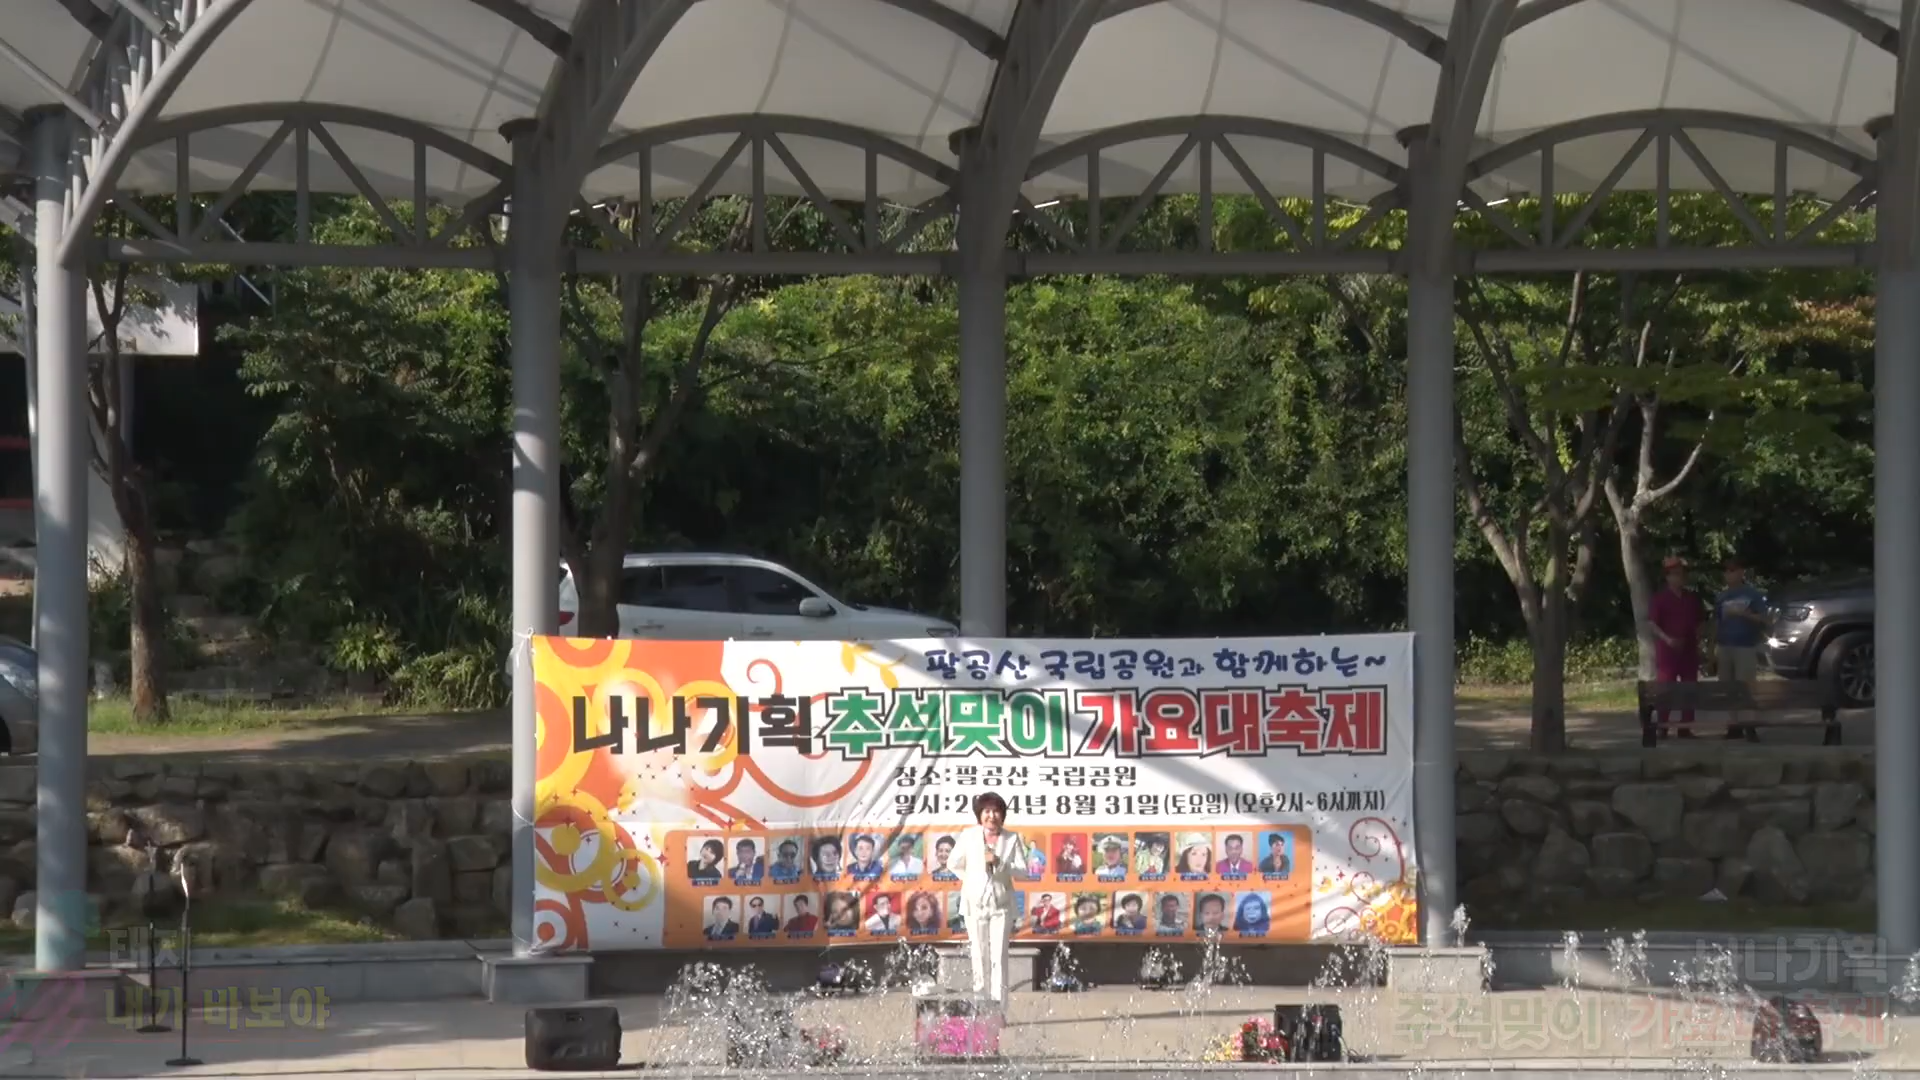 팔공산 국립공원과 함께하는~
나나기획 추석맞이 가요대축제
장소:팔공산 국립공원
일시:2024년 8월 31일(토요일)(오후2시~6시까지)
태지
내가 바보야
나나기획
추석맞이 가요대축제